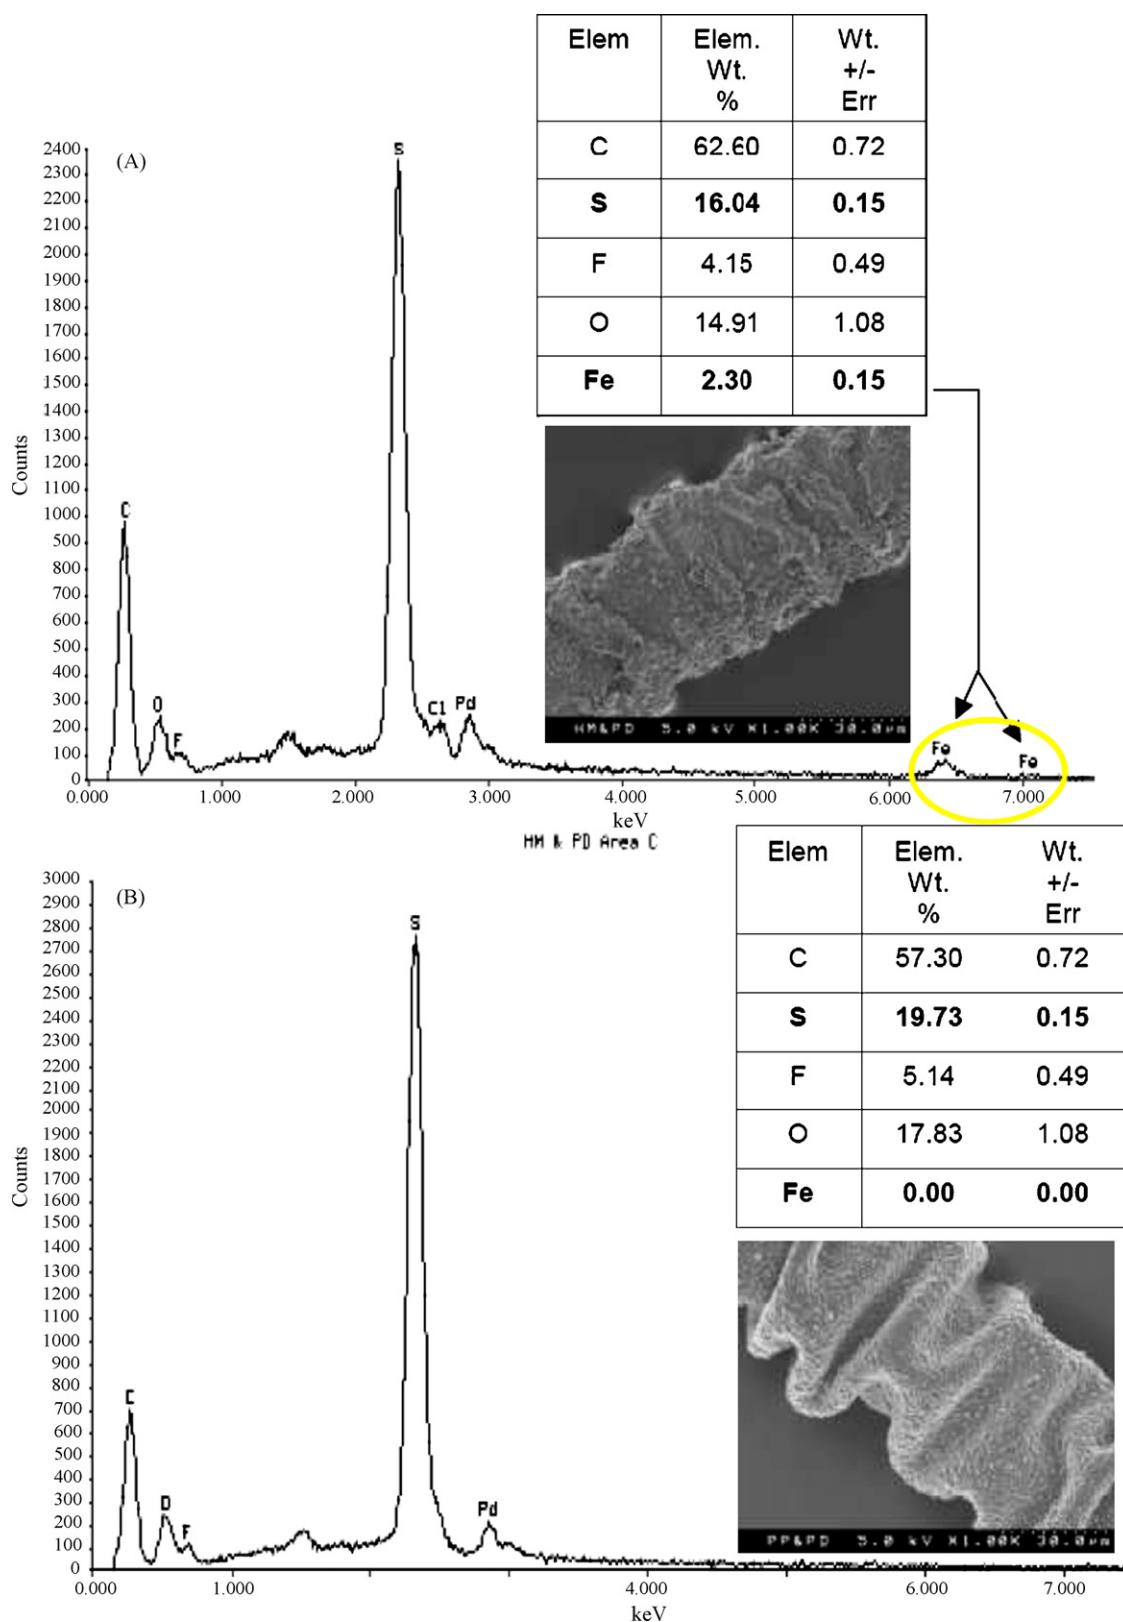 Elem Elem. Wt. % Wt. +/- Err
C 62.60 0.72
S 16.04 0.15
F 4.15 0.49
O 14.91 1.08
Fe 2.30 0.15
(A)
2400
2300
2200
2100
2000
1900
1800
1700
1600
1500
1400
1300
1200
1100
1000
500
800
700
600
500
400
300
200
100
0
Counts
S
C
O
F
Cl
Pd
Fe
Fe
HM&PD 5.0 kV X1.00K 30.0µm
0.000 1.000 2.000 4.000 5.000 6.000 7.000
keV
HM & PD Area C
Elem Elem. Wt. % Wt. +/- Err
C 57.30 0.72
S 19.73 0.15
F 5.14 0.49
O 17.83 1.08
Fe 0.00 0.00
(B)
3000
2900
2800
2700
2600
2500
2400
2300
2200
2100
2000
1900
1800
1700
1600
1500
1400
1300
1200
1100
1000
900
800
700
700
500
400
300
200
100
0
Counts
S
C
O
F
Pd
PP&PD 5.0 kV X1.00K 30.0µm
0.000 1.000 4.000 6.000 7.000
keV